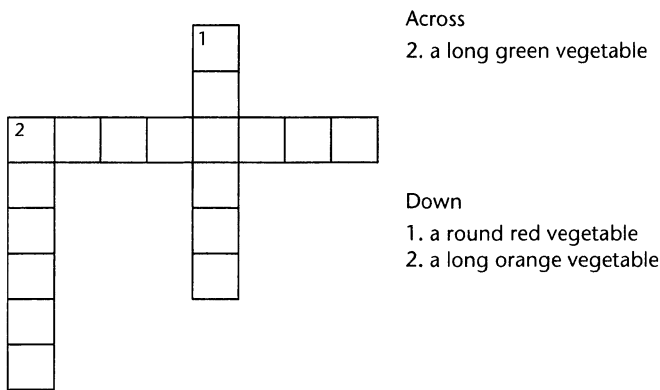 1
2
Across
2. a long green vegetable
Down
1. a round red vegetable
2. a long orange vegetable